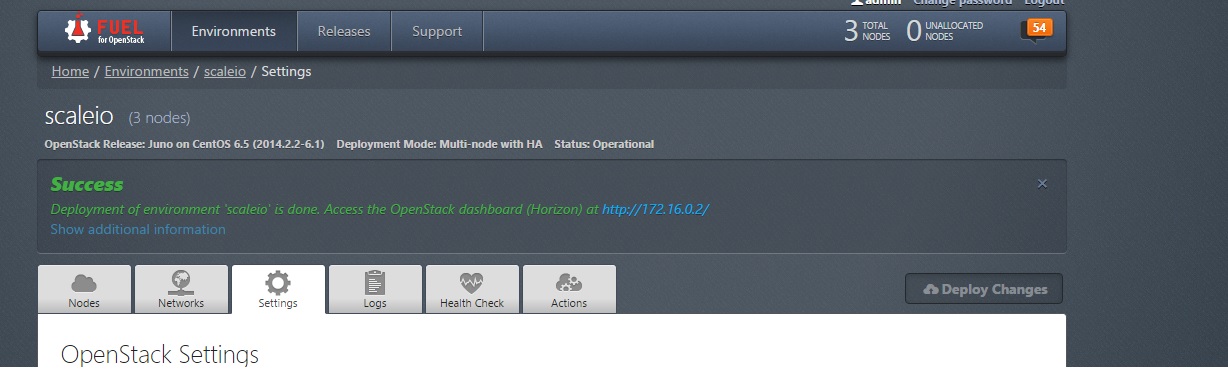 admin Change password Logout
FUEL
for OpenStack
Environments Releases Support
3 TOTAL NODES 0 UNALLOCATED NODES 54
Home / Environments / scaleio / Settings
scaleio (3 nodes)
OpenStack Release: Juno on CentOS 6.5 (2014.2.2-6.1) Deployment Mode: Multi-node with HA Status: Operational
Success ×
Deployment of environment 'scaleio' is done. Access the OpenStack dashboard (Horizon) at http://172.16.0.2/
Show additional information
Nodes Networks Settings Logs Health Check Actions
Deploy Changes
OpenStack Settings